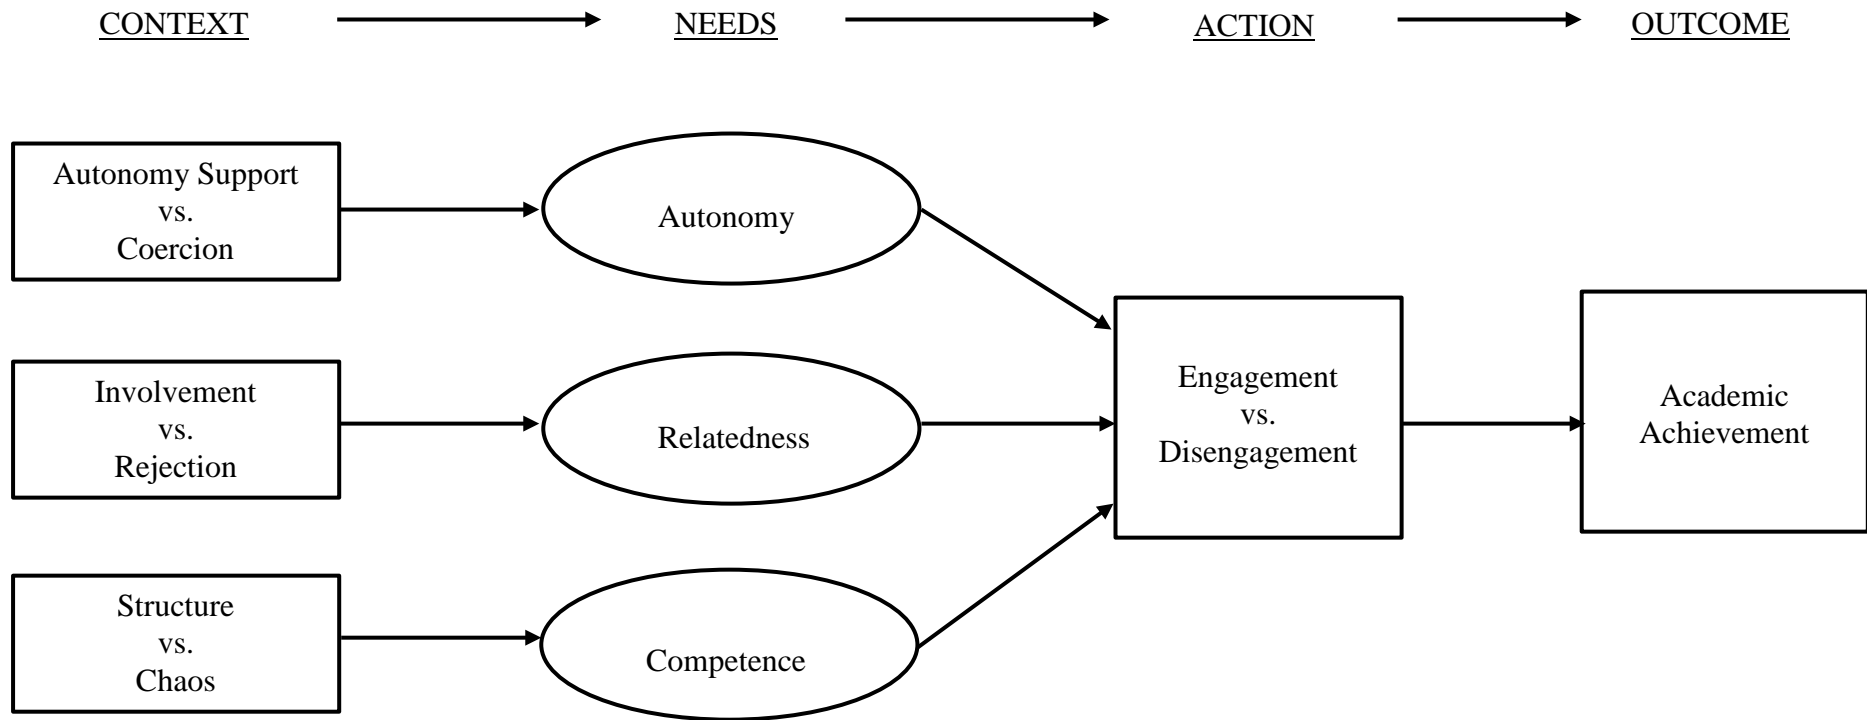 CONTEXT
NEEDS
ACTION
OUTCOME
Autonomy Support
vs.
Coercion
Autonomy
Involvement
vs.
Rejection
Relatedness
Structure
vs.
Chaos
Competence
Engagement
vs.
Disengagement
Academic
Achievement